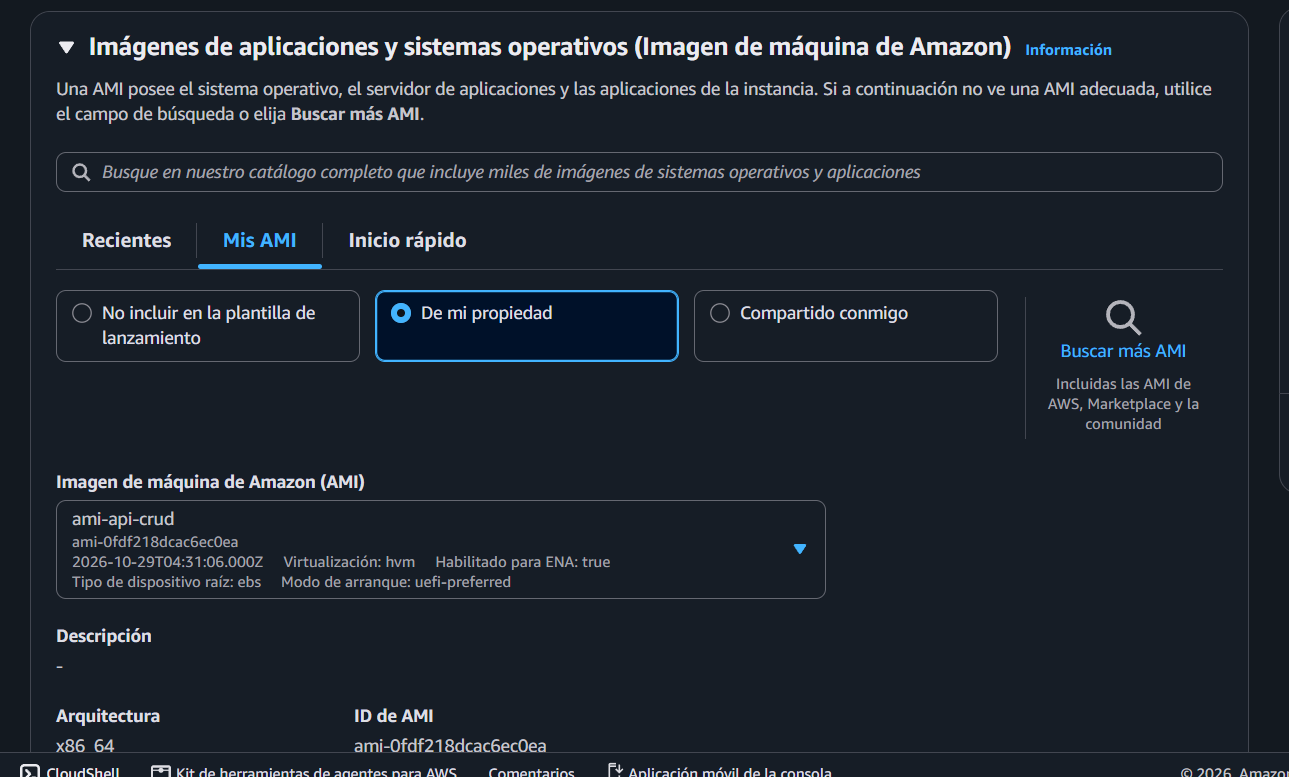 Imágenes de aplicaciones y sistemas operativos (Imagen de máquina de Amazon) Información
Una AMI posee el sistema operativo, el servidor de aplicaciones y las aplicaciones de la instancia. Si a continuación no ve una AMI adecuada, utilice
el campo de búsqueda o elija Buscar más AMI.
Busque en nuestro catálogo completo que incluye miles de imágenes de sistemas operativos y aplicaciones
Recientes Mis AMI Inicio rápido
No incluir en la plantilla de
lanzamiento
De mi propiedad
Compartido conmigo
Buscar más AMI
Incluidas las AMI de
AWS, Marketplace y la
comunidad
Imagen de máquina de Amazon (AMI)
ami-api-crud
ami-0fdf218dcac6ec0ea
2026-10-29T04:31:06.000Z Virtualización: hvm Habilitado para ENA: true
Tipo de dispositivo raíz: ebs Modo de arranque: uefi-preferred
Descripción
-
Arquitectura ID de AMI
x86_64 ami-0fdf218dcac6ec0ea
CloudShell Kit de herramientas de agentes para AWS Comentarios Aplicación móvil de la consola © 2026, Amazo